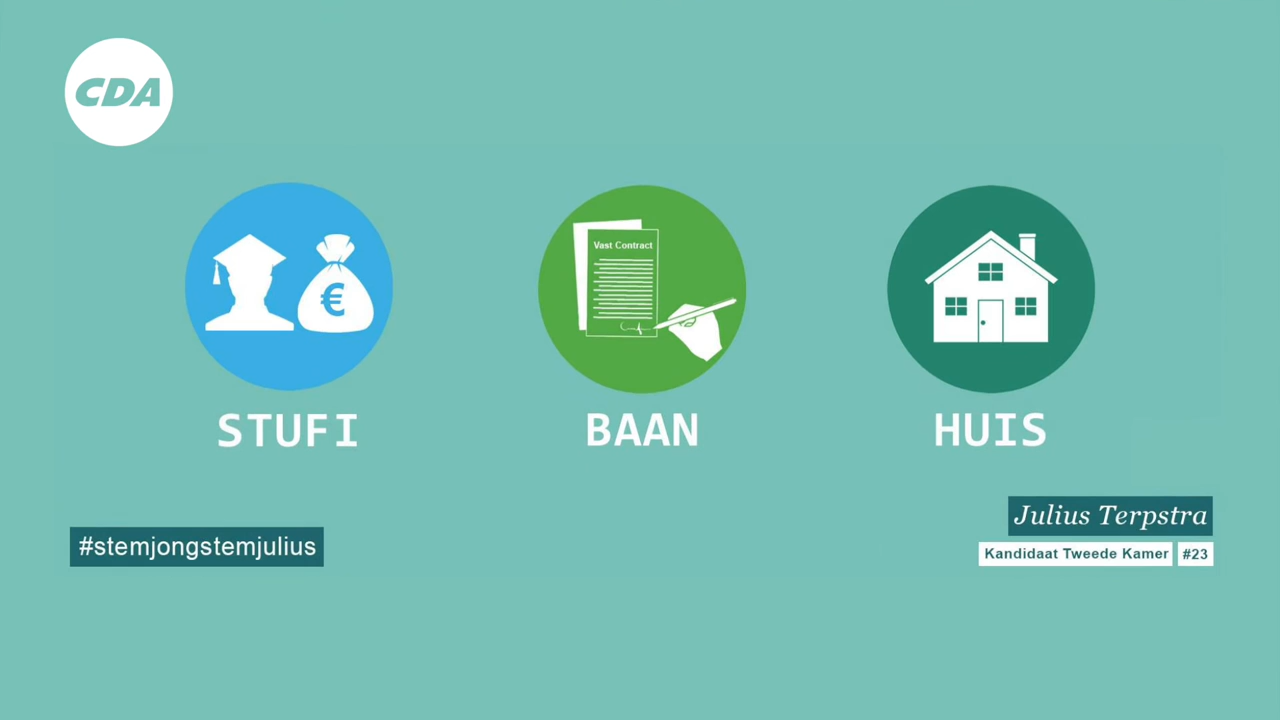 CDA
€
Vast Contract
STUFI
BAAN
HUIS
#stemjongstemjulius
Julius Terpstra
Kandidaat Tweede Kamer #23